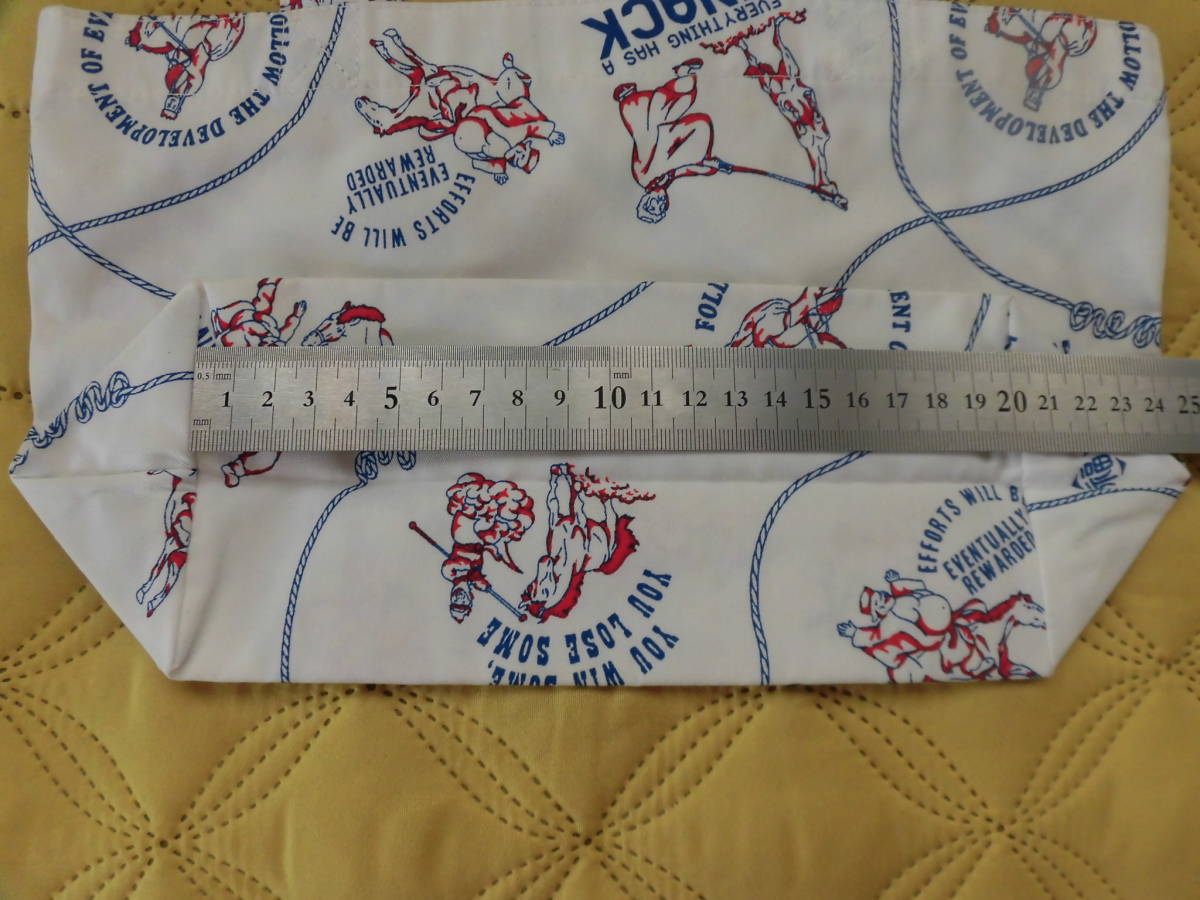 FOLLOW THE DEVELOPMENT OF EV
EFFORTS WILL BE
EVENTUALLY
REWARDED
EVERYTHING HAS A
KNACK
OLLOW THE DEVELOPMENT OF EV
FOLL
ENT O
0.5 mm
mm
1 2 3 4 5 6 7 8 9 10 11 12 13 14 15 16 17 18 19 20 21 22 23 24 25
mm
福
EFFORTS WILL B
EVENTUALLY
REWARDED
YOU WIN SOME,
YOU LOSE SOME